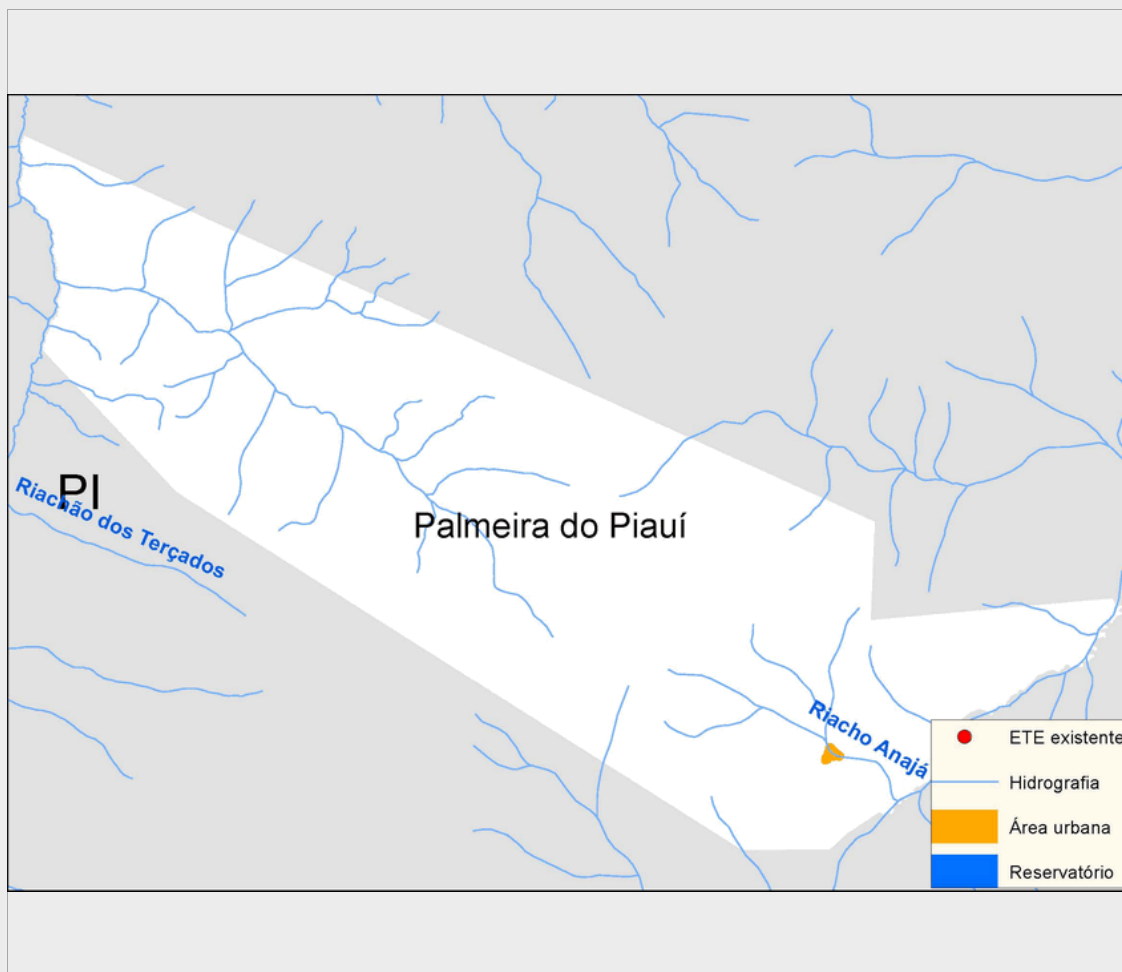 PI
Riachão dos Terçados
Palmeira do Piauí
Riacho Anajá
ETE existente
Hidrografia
Área urbana
Reservatório